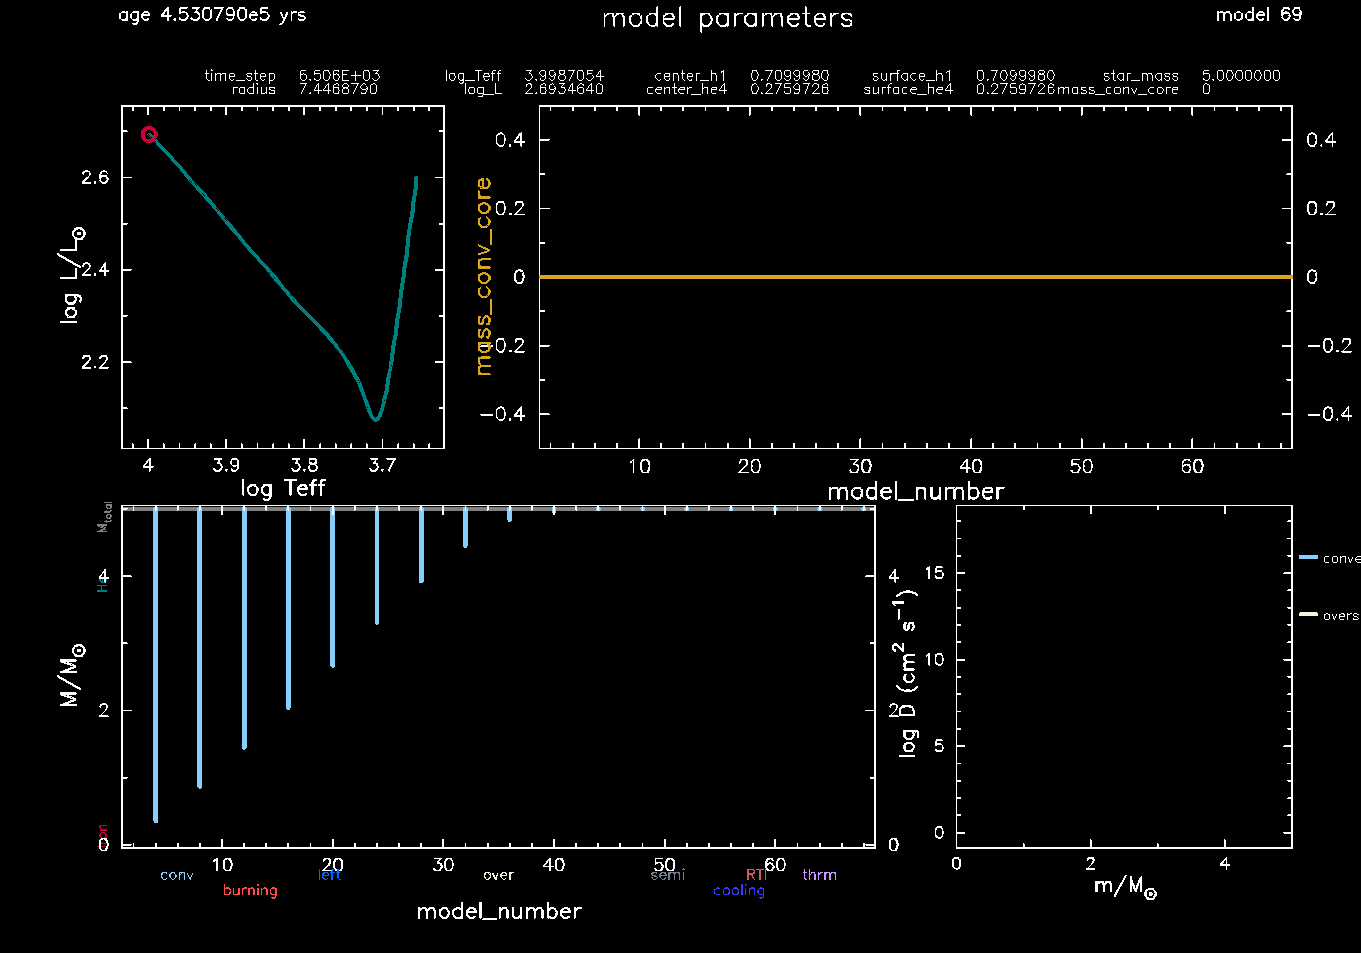 age 4.530790e5 yrs model parameters model 69
time_step 6.506E+03 log_Teff 3.9987054 center_h1 0.7099980 surface_h1 0.7099980 star_mass 5.0000000
radius 7.4468790 log_L 2.6934640 center_he4 0.2759726 surface_he4 0.2759726 mass_conv_core 0
log L/L☉
2.6
2.4
2.2
4 3.9 3.8 3.7
log Teff
mass_conv_core
0.4 0.4
0.2 0.2
0 0
−0.2 −0.2
−0.4 −0.4
10 20 30 40 50 60
model_number
M/M☉
Mtotal
He
4 4
2 2
0 0
10 20 30 40 50 60
conv left over semi RTI thrm
burning cooling
model_number
log D (cm² s⁻¹)
15
10
5
0
0 2 4
m/M☉
conve
overs